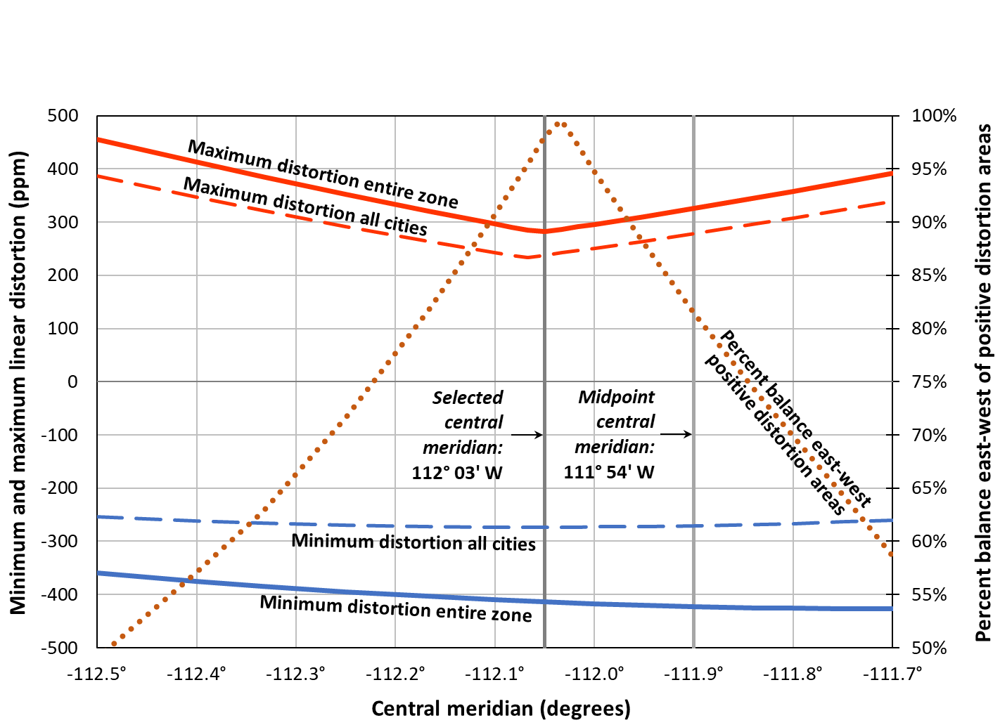 Minimum and maximum linear distortion (ppm)
500
400
300
200
100
0
-100
-200
-300
-400
-500
Maximum distortion entire zone
Maximum distortion all cities
Selected
central
meridian:
112° 03' W
Midpoint
central
meridian:
111° 54' W
Percent balance east-west
positive distortion areas
Minimum distortion all cities
Minimum distortion entire zone
100%
95%
90%
85%
80%
75%
70%
65%
60%
55%
50%
Percent balance east-west of positive distortion areas
-112.5° -112.4° -112.3° -112.2° -112.1° -112.0° -111.9° -111.8° -111.7°
Central meridian (degrees)